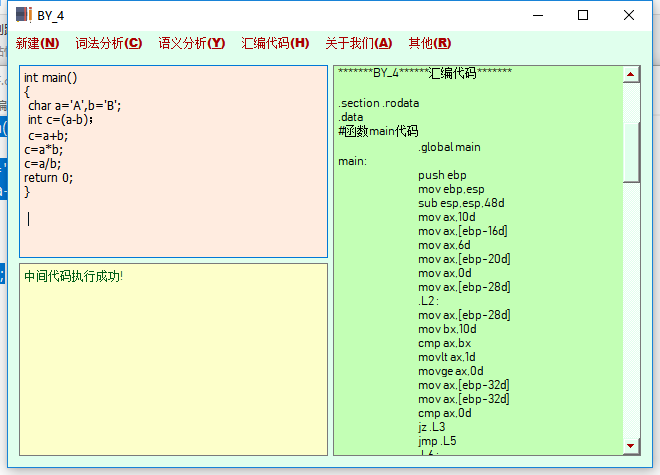 BY_4
新建(N) 词法分析(C) 语义分析(Y) 汇编代码(H) 关于我们(A) 其他(R)
int main()
{
char a='A',b='B';
int c=(a-b);
c=a+b;
c=a*b;
c=a/b;
return 0;
}
中间代码执行成功!
*******BY_4******汇编代码*******
.section .rodata
.data
#函数main代码
.global main
main:
push ebp
mov ebp,esp
sub esp,esp,48d
mov ax,10d
mov ax,[ebp-16d]
mov ax,6d
mov ax,[ebp-20d]
mov ax,0d
mov ax,[ebp-28d]
.L2 :
mov ax,[ebp-28d]
mov bx,10d
cmp ax,bx
movlt ax,1d
movge ax,0d
mov ax,[ebp-32d]
mov ax,[ebp-32d]
cmp ax,0d
jz .L3
jmp .L5
.L6 :